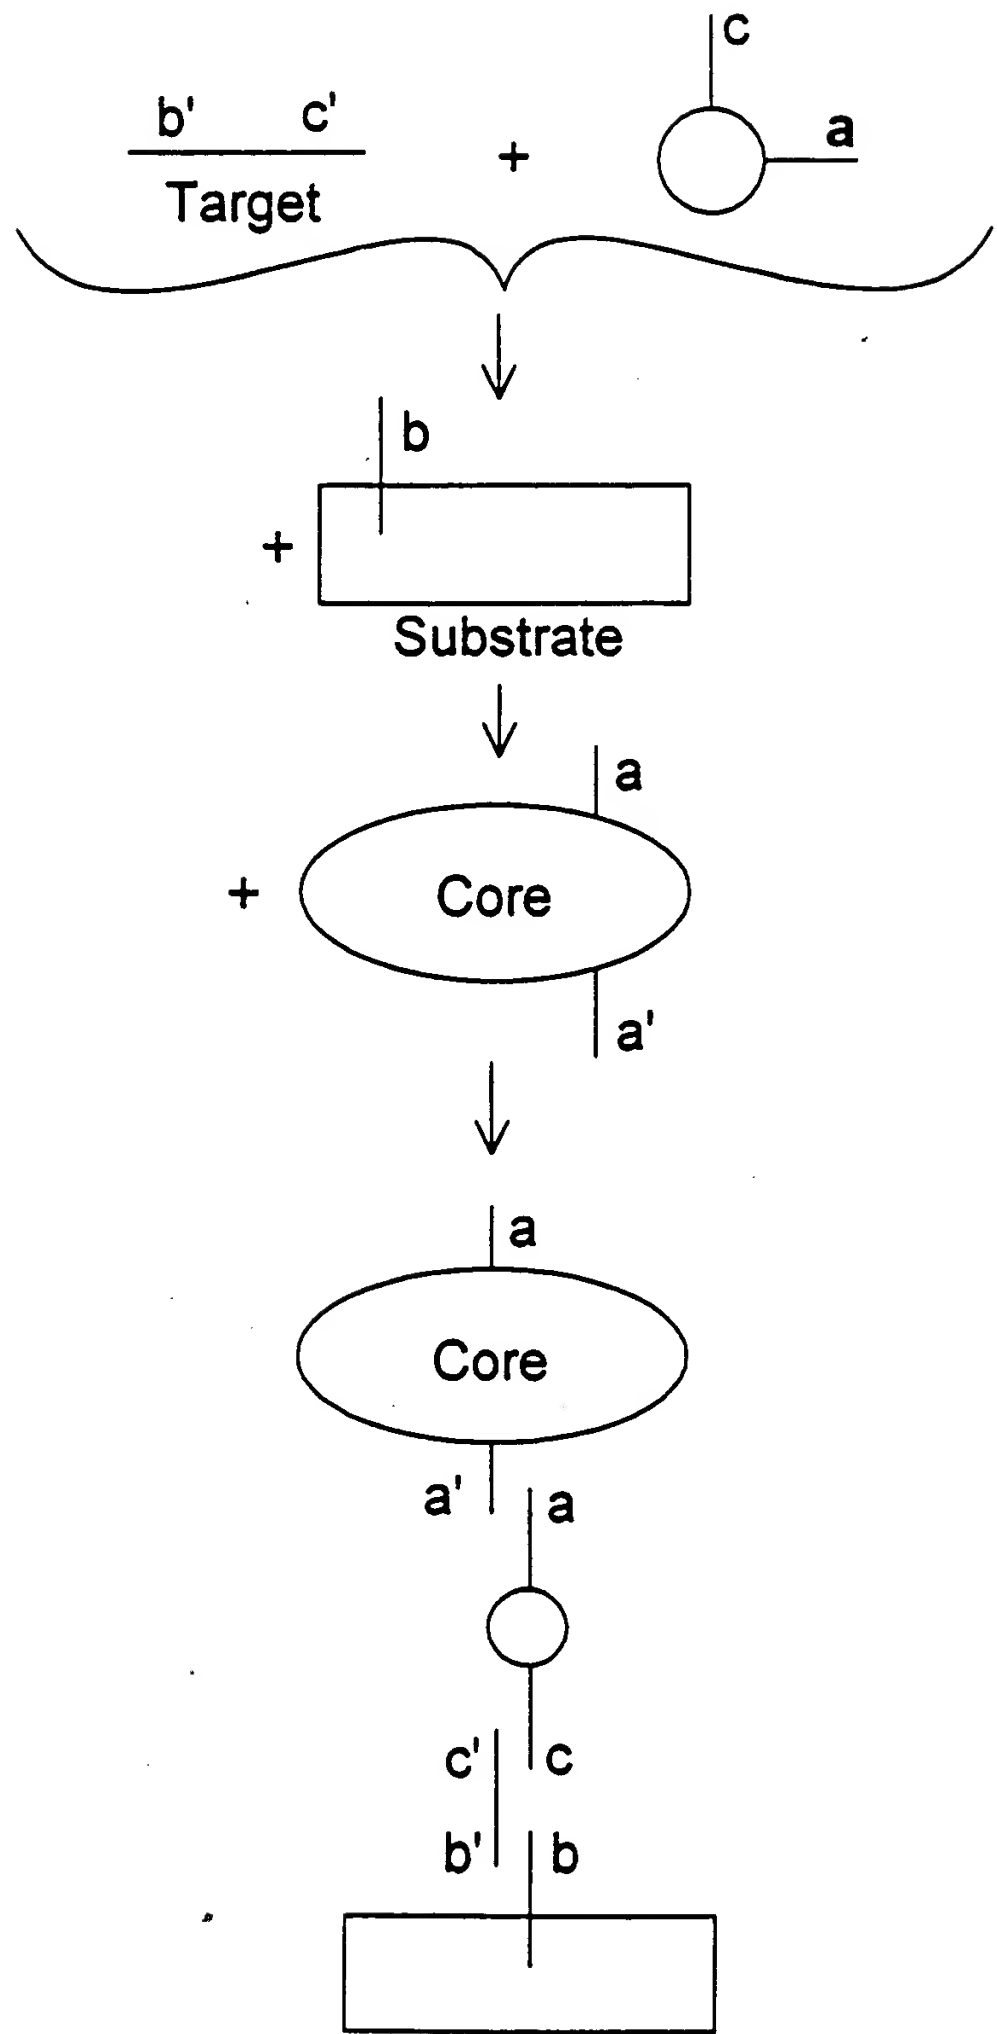 c
b' c' + a
Target
b
+
Substrate
a
+ Core
a'
a
Core
a' a
c' c
b' b